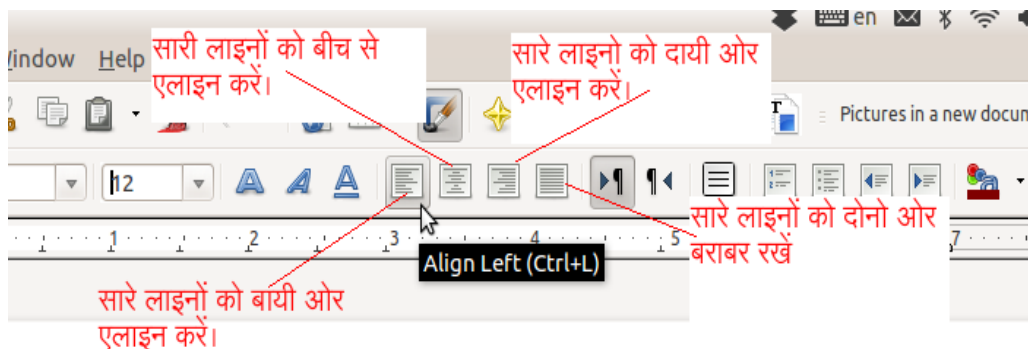 en
Window Help
सारी लाइनों को बीच से
एलाइन करें।
सारे लाइनो को दायी ओर
एलाइन करें।
Pictures in a new
12
सारे लाइनों को दोनो ओर
बराबर रखें
1 2 3 4 5 7
Align Left (Ctrl+L)
सारे लाइनों को बायी ओर
एलाइन करें।